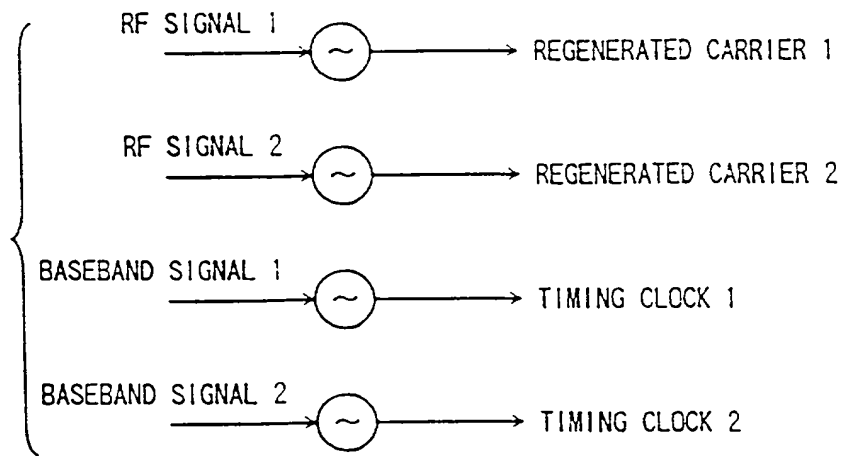 RF SIGNAL 1
REGENERATED CARRIER 1
RF SIGNAL 2
REGENERATED CARRIER 2
BASEBAND SIGNAL 1
TIMING CLOCK 1
BASEBAND SIGNAL 2
TIMING CLOCK 2